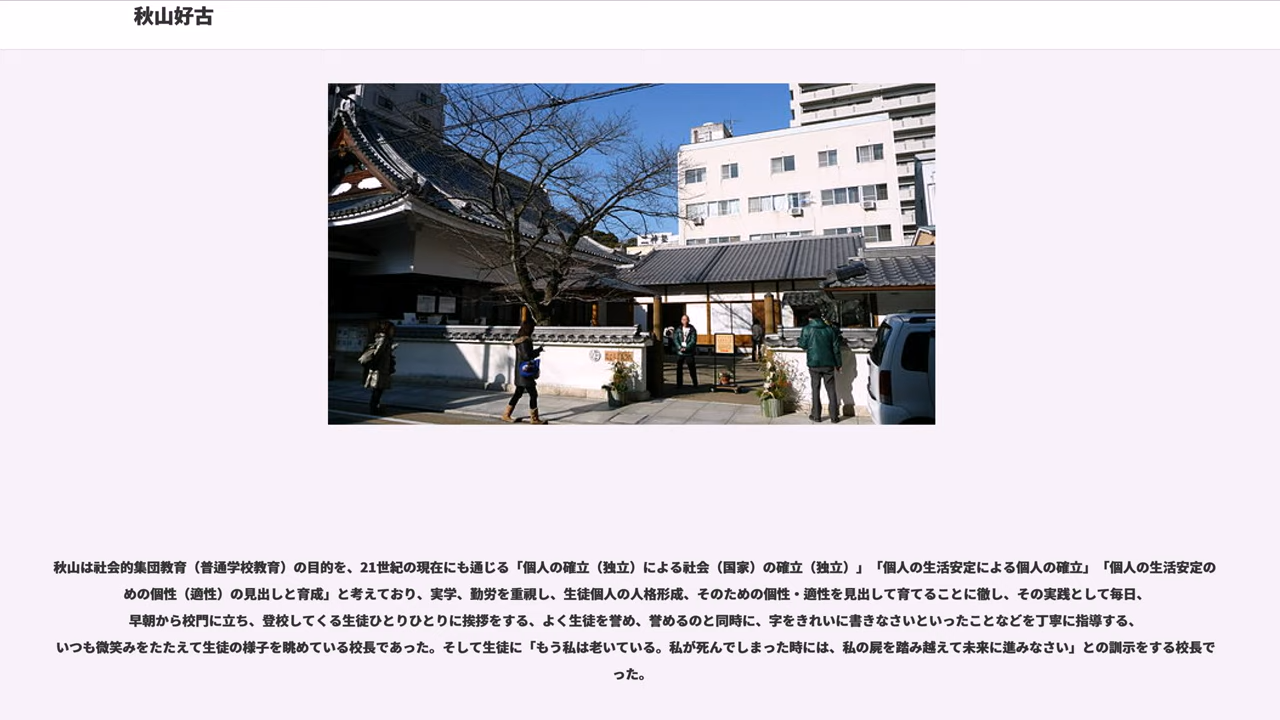 秋山好古
秋山は社会的集団教育（普通学校教育）の目的を、21世紀の現在にも通じる「個人の確立（独立）による社会（国家）の確立（独立）」「個人の生活安定による個人の確立」「個人の生活安定の
めの個性（適性）の見出しと育成」と考えており、実学、勤労を重視し、生徒個人の人格形成、そのための個性・適性を見出して育てることに徹し、その実践として毎日、
早朝から校門に立ち、登校してくる生徒ひとりひとりに挨拶をする、よく生徒を誉め、誉めるのと同時に、字をきれいに書きなさいといったことなどを丁寧に指導する、
いつも微笑みをたたえて生徒の様子を眺めている校長であった。そして生徒に「もう私は老いている。私が死んでしまった時には、私の屍を踏み越えて未来に進みなさい」との訓示をする校長で
った。